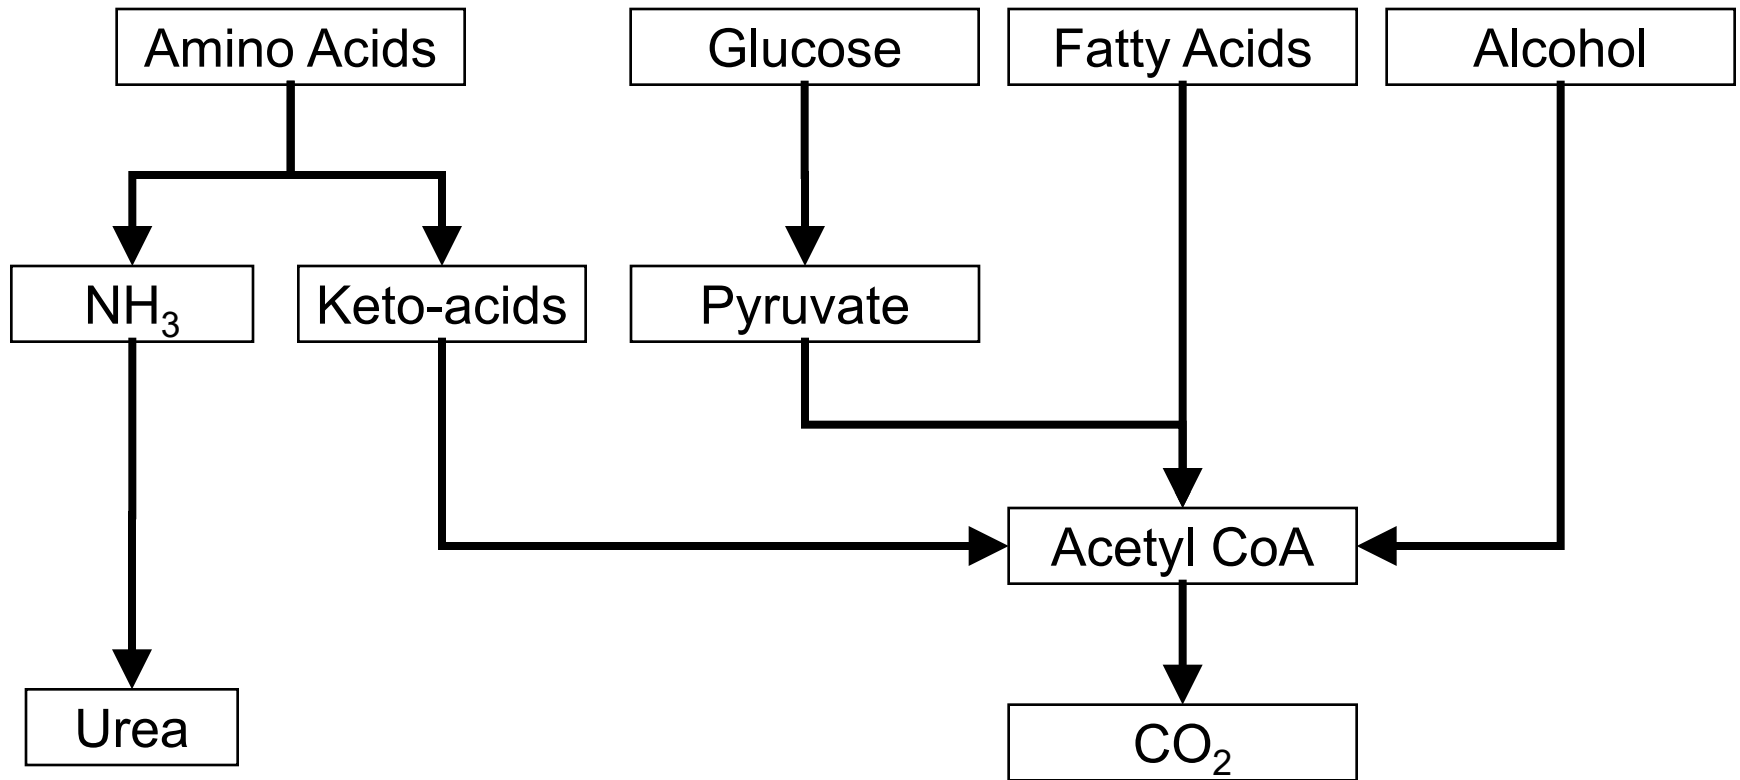 Amino Acids
Glucose
Fatty Acids
Alcohol
NH₃
Keto-acids
Pyruvate
Acetyl CoA
Urea
CO₂